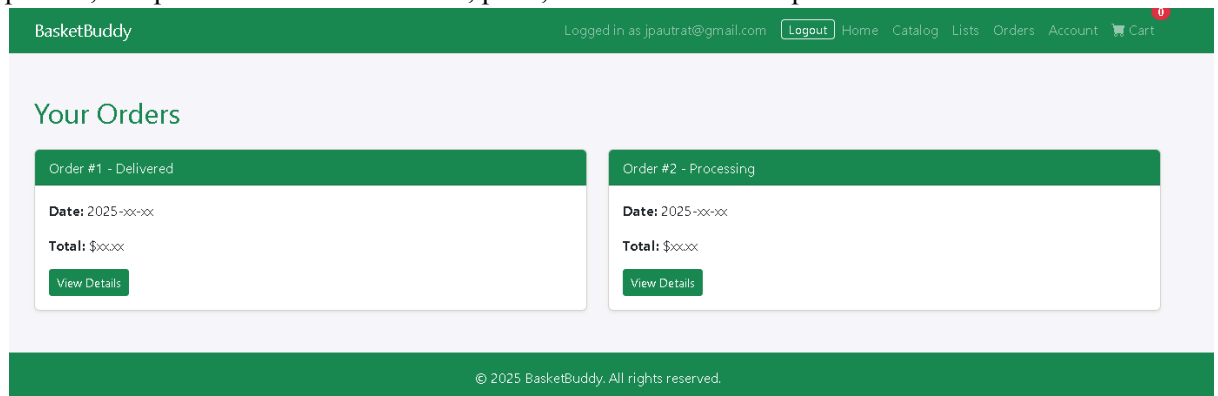 BasketBuddy Logged in as jpautrat@gmail.com Logout Home Catalog Lists Orders Account Cart 0
Your Orders
Order #1 - Delivered
Date: 2025-xx-xx
Total: $xx.xx
View Details
Order #2 - Processing
Date: 2025-xx-xx
Total: $xx.xx
View Details
© 2025 BasketBuddy. All rights reserved.